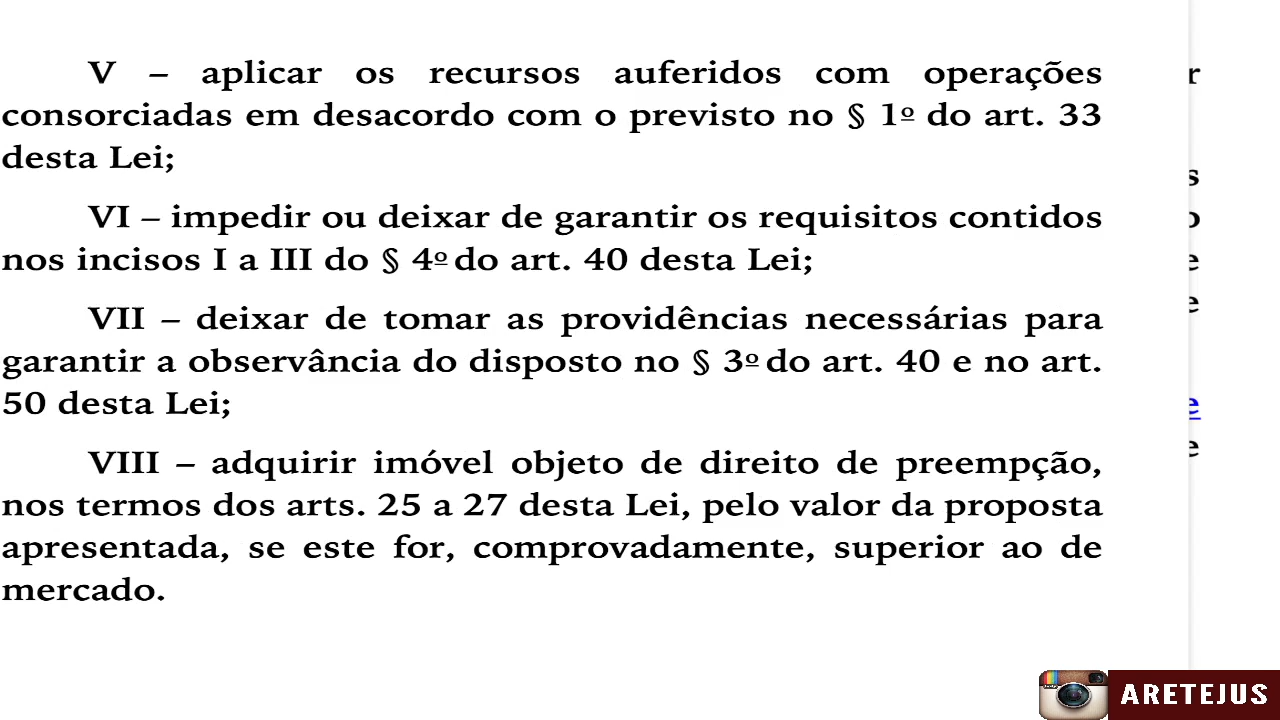 V – aplicar os recursos auferidos com operações
consorciadas em desacordo com o previsto no § 1º do art. 33
desta Lei;
VI – impedir ou deixar de garantir os requisitos contidos
nos incisos I a III do § 4º do art. 40 desta Lei;
VII – deixar de tomar as providências necessárias para
garantir a observância do disposto no § 3º do art. 40 e no art.
50 desta Lei;
VIII – adquirir imóvel objeto de direito de preempção,
nos termos dos arts. 25 a 27 desta Lei, pelo valor da proposta
apresentada, se este for, comprovadamente, superior ao de
mercado.
ARETEJUS